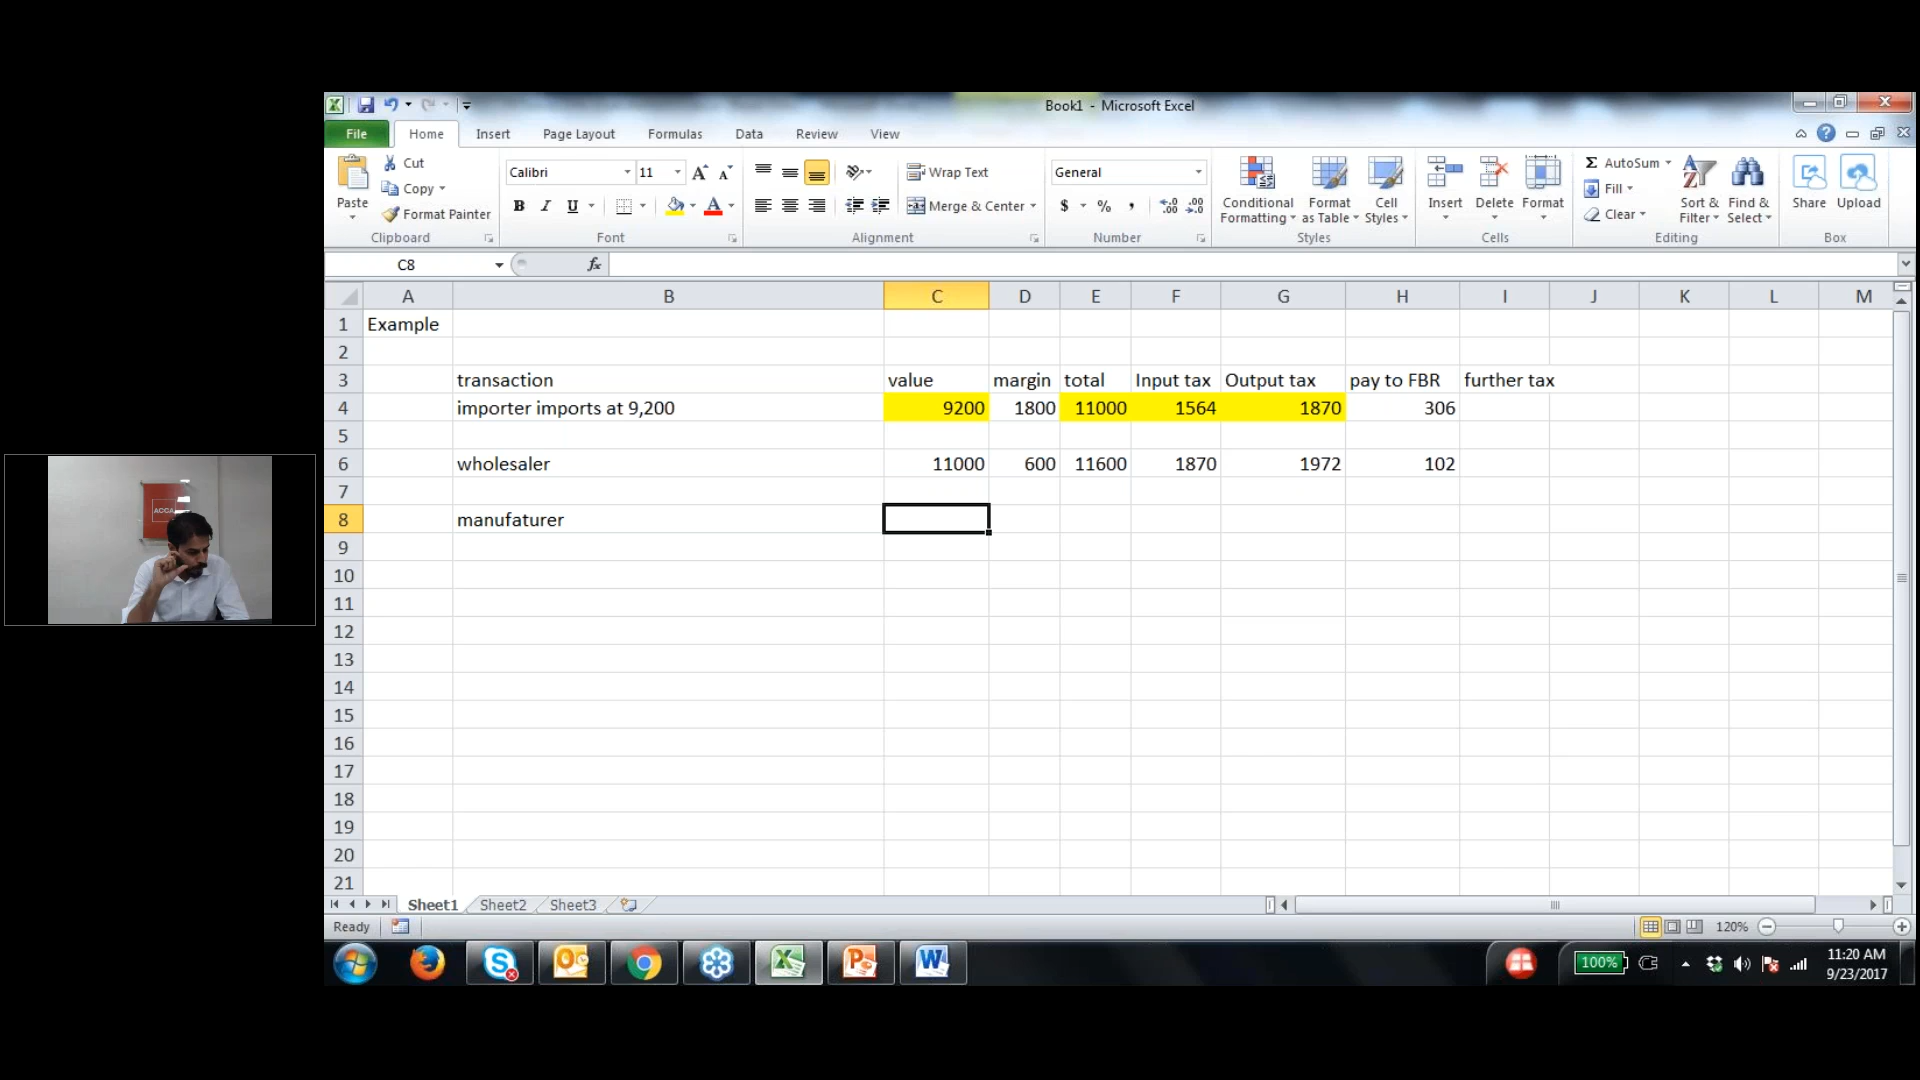 Book1 - Microsoft Excel
File Home Insert Page Layout Formulas Data Review View
Paste
Cut
Copy
Format Painter
Clipboard
Calibri 11
B I U A
Font
Wrap Text
Merge & Center
Alignment
General
$ % ,
Number
Conditional Formatting
Format as Table
Cell Styles
Styles
Insert Delete Format
Cells
Σ AutoSum
Fill
Clear
Sort & Filter
Find & Select
Editing
Share Upload
Box
C8 fx
A B C D E F G H I J K L M
1 Example
2
3 transaction value margin total Input tax Output tax pay to FBR further tax
4 importer imports at 9,200 9200 1800 11000 1564 1870 306
5
6 wholesaler 11000 600 11600 1870 1972 102
7
8 manufaturer
9
10
11
12
13
14
15
16
17
18
19
20
21
Sheet1 Sheet2 Sheet3
Ready 120%
100% 11:20 AM
9/23/2017
ACCA